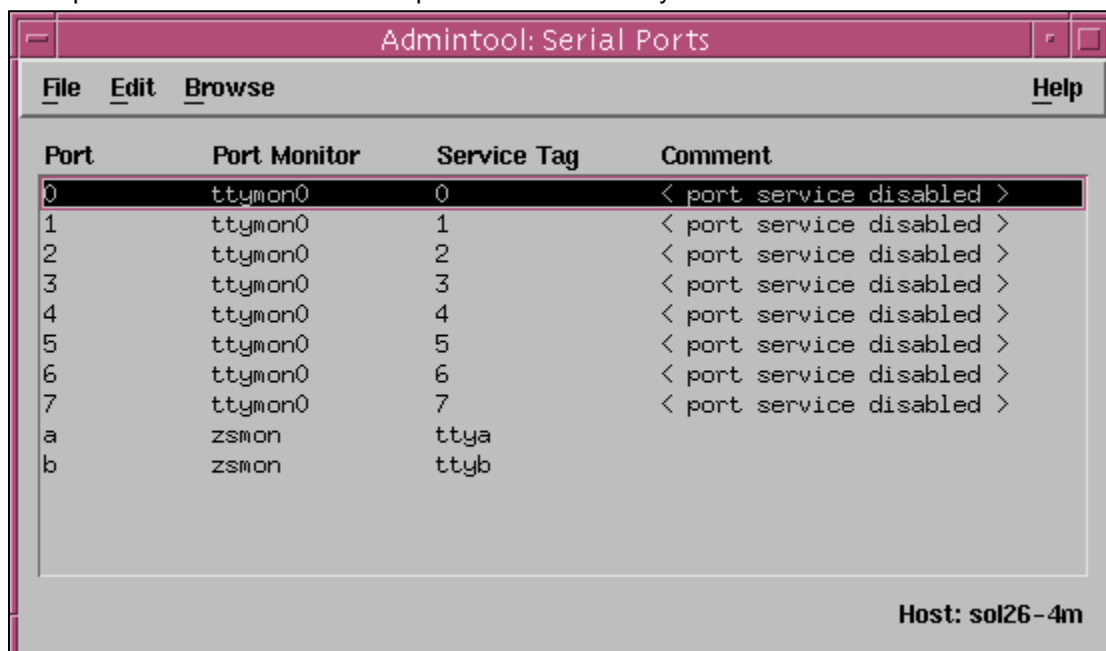 Admintool: Serial Ports
File Edit Browse Help
Port Port Monitor Service Tag Comment
0 ttymon0 0 < port service disabled >
1 ttymon0 1 < port service disabled >
2 ttymon0 2 < port service disabled >
3 ttymon0 3 < port service disabled >
4 ttymon0 4 < port service disabled >
5 ttymon0 5 < port service disabled >
6 ttymon0 6 < port service disabled >
7 ttymon0 7 < port service disabled >
a zsmon ttya
b zsmon ttyb
Host: sol26-4m